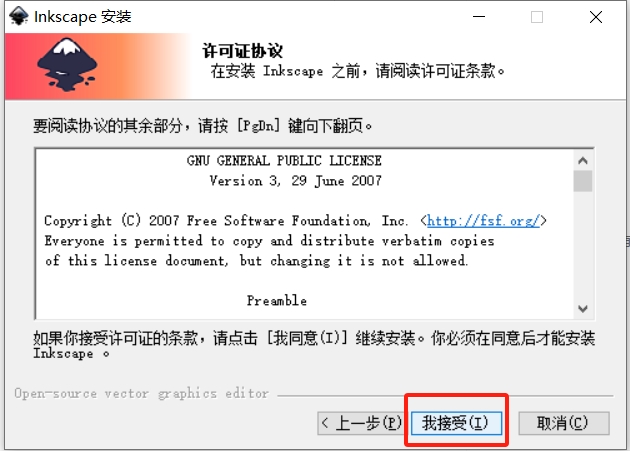 Inkscape 安装
许可证协议
在安装 Inkscape 之前，请阅读许可证条款。
要阅读协议的其余部分，请按 [PgDn] 键向下翻页。
GNU GENERAL PUBLIC LICENSE
Version 3, 29 June 2007
Copyright (C) 2007 Free Software Foundation, Inc. <http://fsf.org/>
Everyone is permitted to copy and distribute verbatim copies
of this license document, but changing it is not allowed.
Preamble
如果你接受许可证的条款，请点击 [我同意(I)] 继续安装。你必须在同意后才能安装
Inkscape 。
Open-source vector graphics editor
< 上一步(P)
我接受(I)
取消(C)